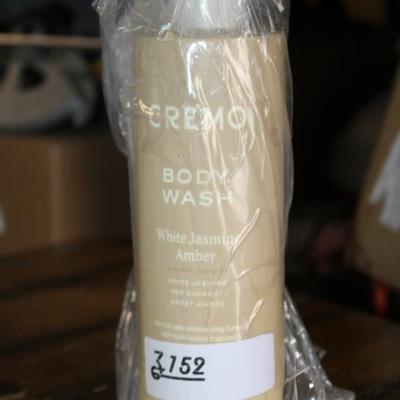 CREMO
BODY
WASH
White Jasmine
Amber
WHITE JASMINE
RED CURRANT
SWEET AMBER
3152